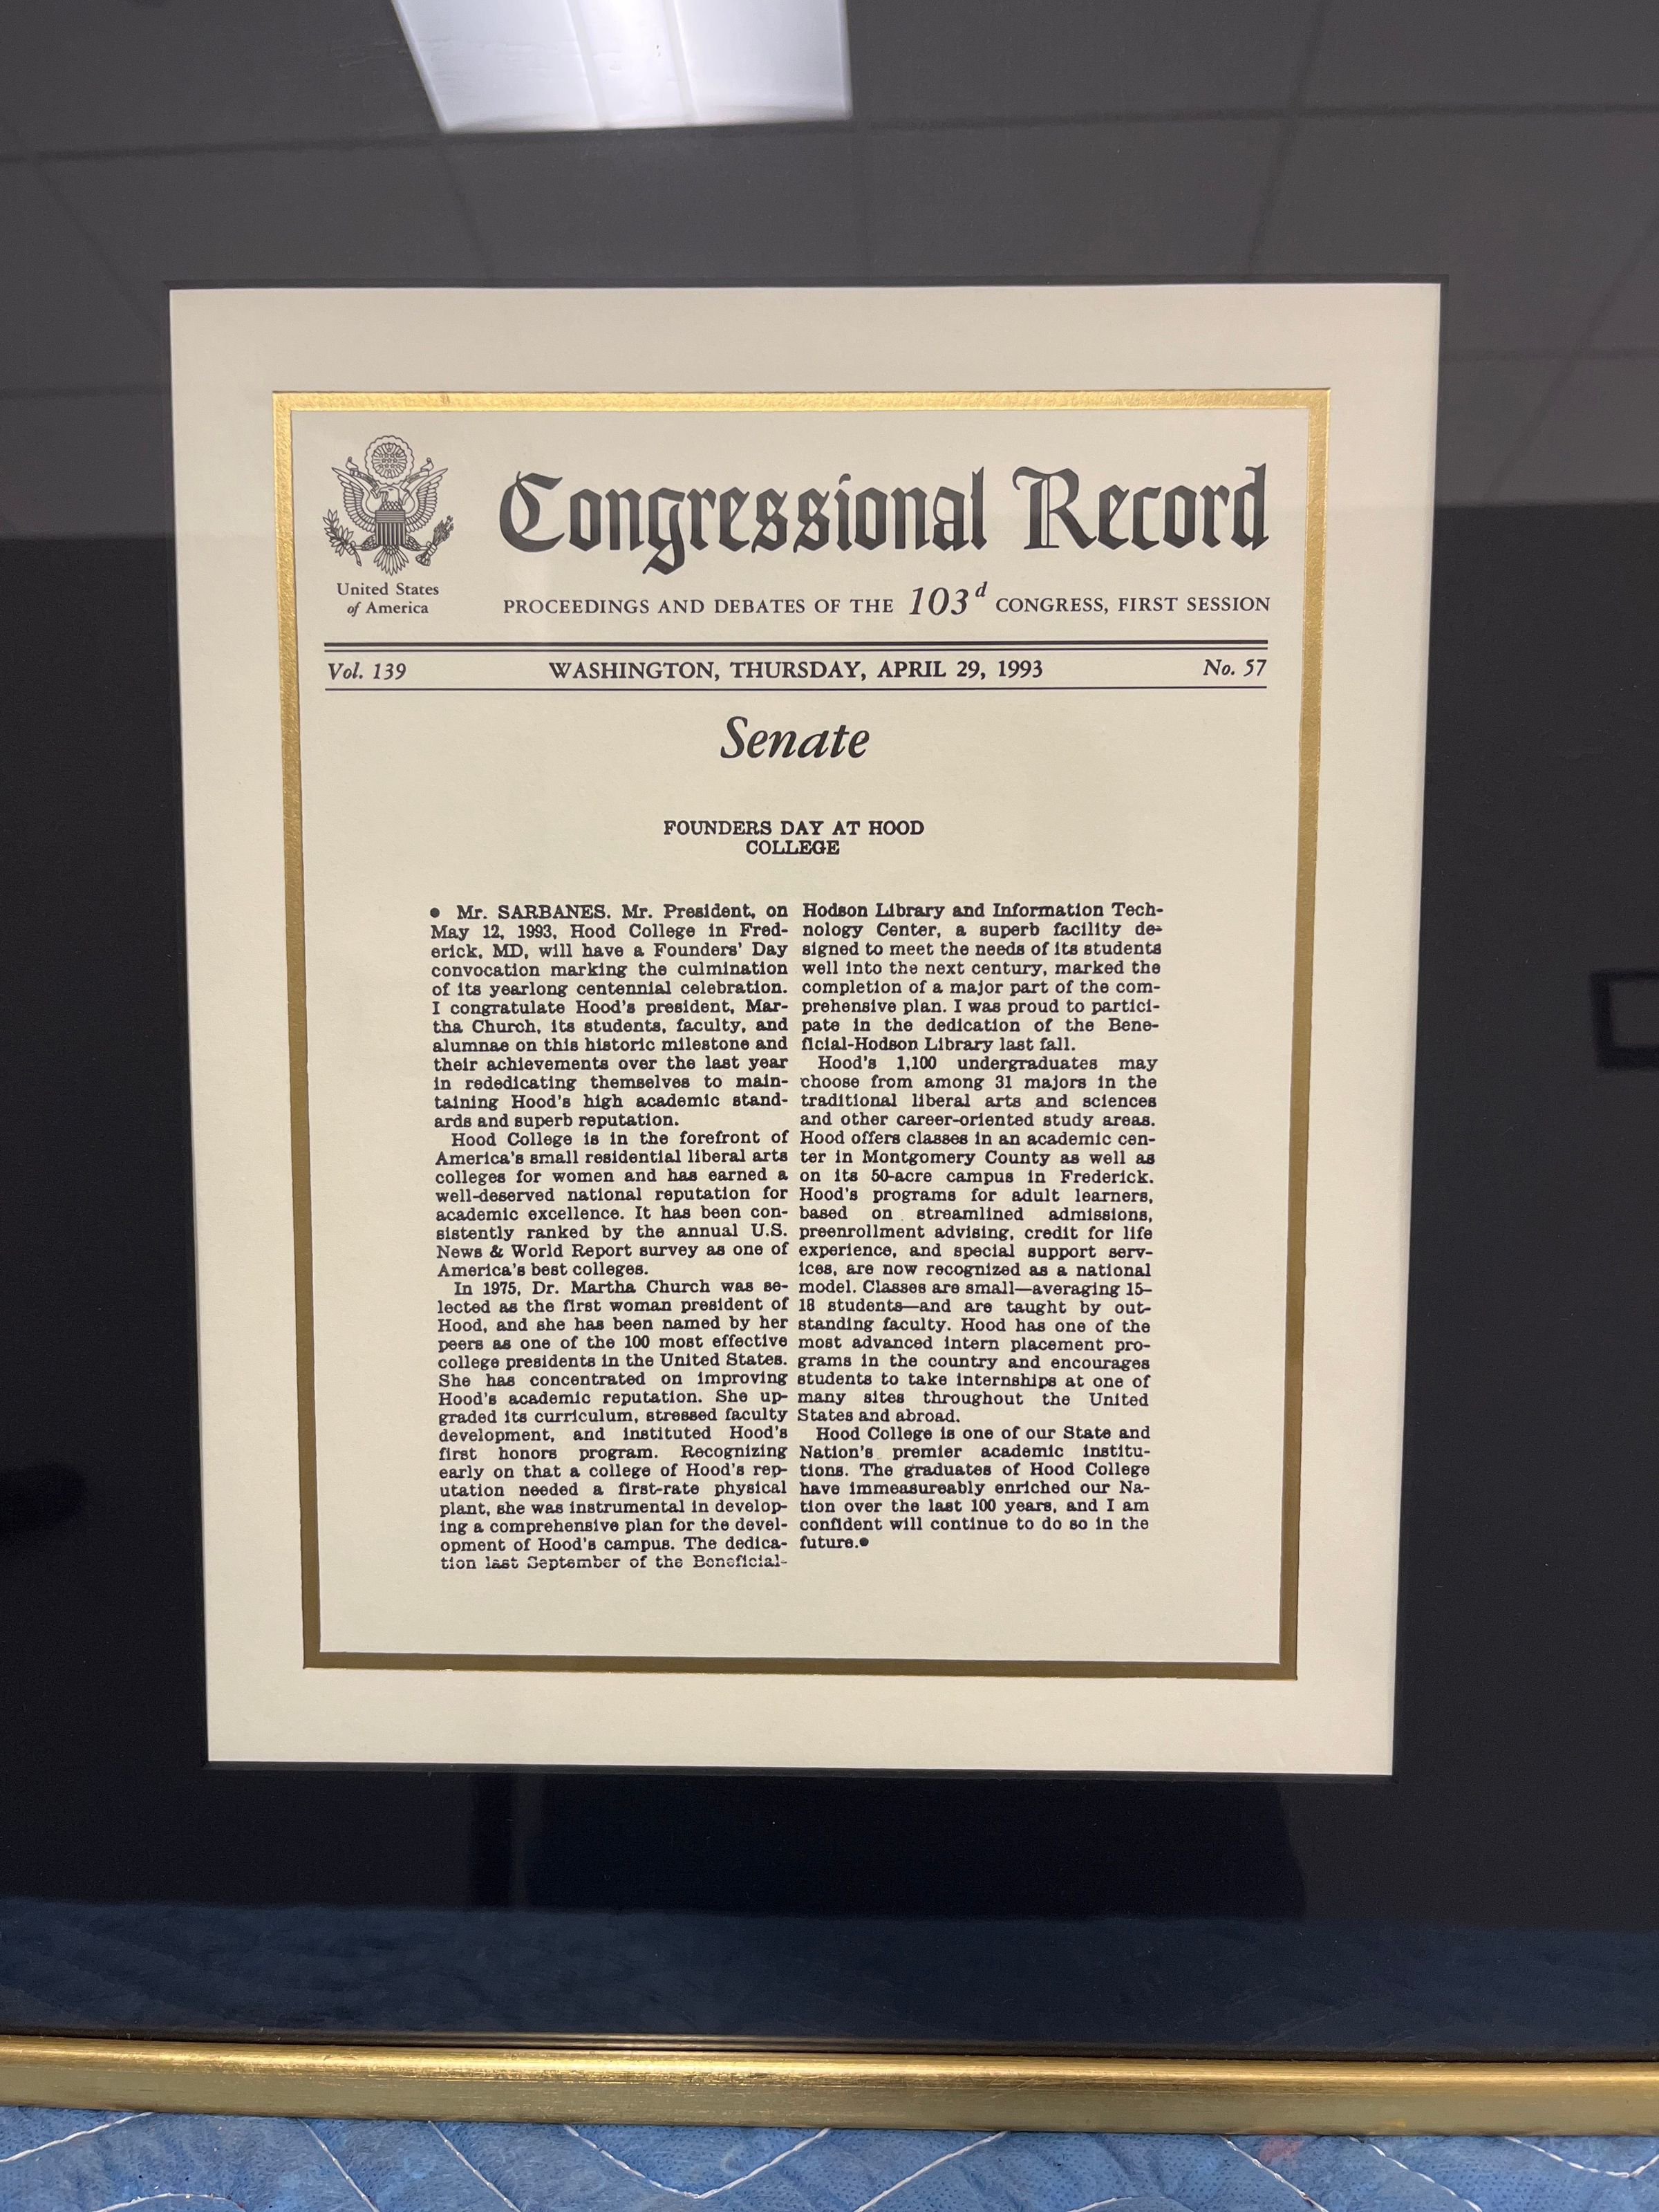 Congressional Record
United States
of America
PROCEEDINGS AND DEBATES OF THE 103d CONGRESS, FIRST SESSION
Vol. 139 WASHINGTON, THURSDAY, APRIL 29, 1993 No. 57
Senate
FOUNDERS DAY AT HOOD
COLLEGE
● Mr. SARBANES. Mr. President, on
May 12, 1993, Hood College in Fred-
erick, MD, will have a Founders' Day
convocation marking the culmination
of its yearlong centennial celebration.
I congratulate Hood's president, Mar-
tha Church, its students, faculty, and
alumnae on this historic milestone and
their achievements over the last year
in rededicating themselves to main-
taining Hood's high academic stand-
ards and superb reputation.
Hood College is in the forefront of
America's small residential liberal arts
colleges for women and has earned a
well-deserved national reputation for
academic excellence. It has been con-
sistently ranked by the annual U.S.
News & World Report survey as one of
America's best colleges.
In 1975, Dr. Martha Church was se-
lected as the first woman president of
Hood, and she has been named by her
peers as one of the 100 most effective
college presidents in the United States.
She has concentrated on improving
Hood's academic reputation. She up-
graded its curriculum, stressed faculty
development, and instituted Hood's
first honors program. Recognizing
early on that a college of Hood's rep-
utation needed a first-rate physical
plant, she was instrumental in develop-
ing a comprehensive plan for the devel-
opment of Hood's campus. The dedica-
tion last September of the Beneficial-
Hodson Library and Information Tech-
nology Center, a superb facility de-
signed to meet the needs of its students
well into the next century, marked the
completion of a major part of the com-
prehensive plan. I was proud to partici-
pate in the dedication of the Bene-
ficial-Hodson Library last fall.
Hood's 1,100 undergraduates may
choose from among 31 majors in the
traditional liberal arts and sciences
and other career-oriented study areas.
Hood offers classes in an academic cen-
ter in Montgomery County as well as
on its 50-acre campus in Frederick.
Hood's programs for adult learners,
based on streamlined admissions,
preenrollment advising, credit for life
experience, and special support serv-
ices, are now recognized as a national
model. Classes are small—averaging 15–
18 students—and are taught by out-
standing faculty. Hood has one of the
most advanced intern placement pro-
grams in the country and encourages
students to take internships at one of
many sites throughout the United
States and abroad.
Hood College is one of our State and
Nation's premier academic institu-
tions. The graduates of Hood College
have immeasureably enriched our Na-
tion over the last 100 years, and I am
confident will continue to do so in the
future.●